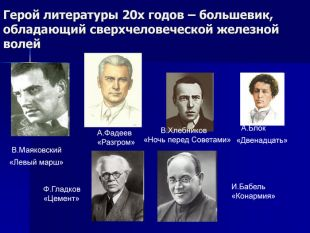 Герой литературы 20х годов – большевик,
обладающий сверхчеловеческой железной
волей
В.Маяковский
«Левый марш»
А.Фадеев
«Разгром»
В.Хлебников
«Ночь перед Советами»
А.Блок
«Двенадцать»
Ф.Гладков
«Цемент»
И.Бабель
«Конармия»